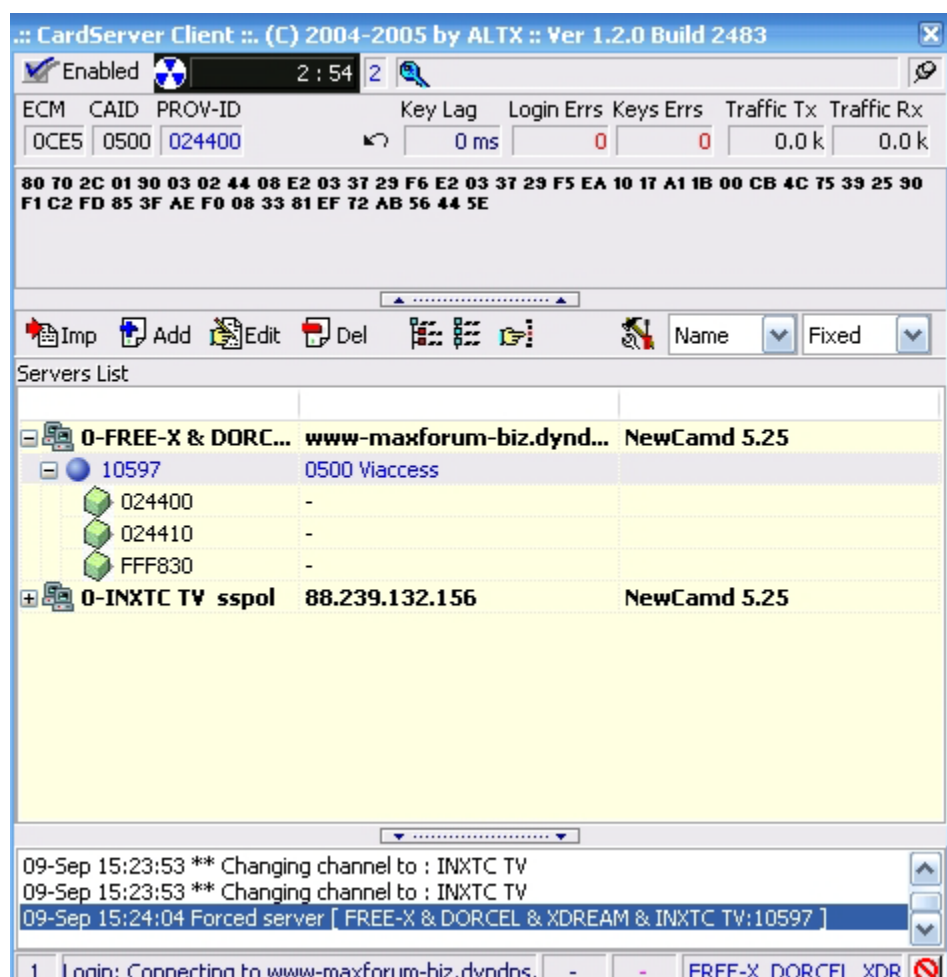 .:: CardServer Client ::. (C) 2004-2005 by ALTX :: Ver 1.2.0 Build 2483
Enabled 2 : 54 2
ECM CAID PROV-ID Key Lag Login Errs Keys Errs Traffic Tx Traffic Rx
0CE5 0500 024400 0 ms 0 0 0.0 k 0.0 k
80 70 2C 01 90 03 02 44 08 E2 03 37 29 F6 E2 03 37 29 F5 EA 10 17 A1 1B 00 CB 4C 75 39 25 90
F1 C2 FD 85 3F AE F0 08 33 81 EF 72 AB 56 44 5E
Imp Add Edit Del Name Fixed
Servers List
0-FREE-X & DORC... www-maxforum-biz.dynd... NewCamd 5.25
10597 0500 Viaccess
024400 -
024410 -
FFF830 -
0-INXTC TV sspol 88.239.132.156 NewCamd 5.25
09-Sep 15:23:53 ** Changing channel to : INXTC TV
09-Sep 15:23:53 ** Changing channel to : INXTC TV
09-Sep 15:24:04 Forced server [ FREE-X & DORCEL & XDREAM & INXTC TV:10597 ]
1 Login: Connecting to www-maxforum-biz.dyndns. - - FREE-X DORCEL XDR